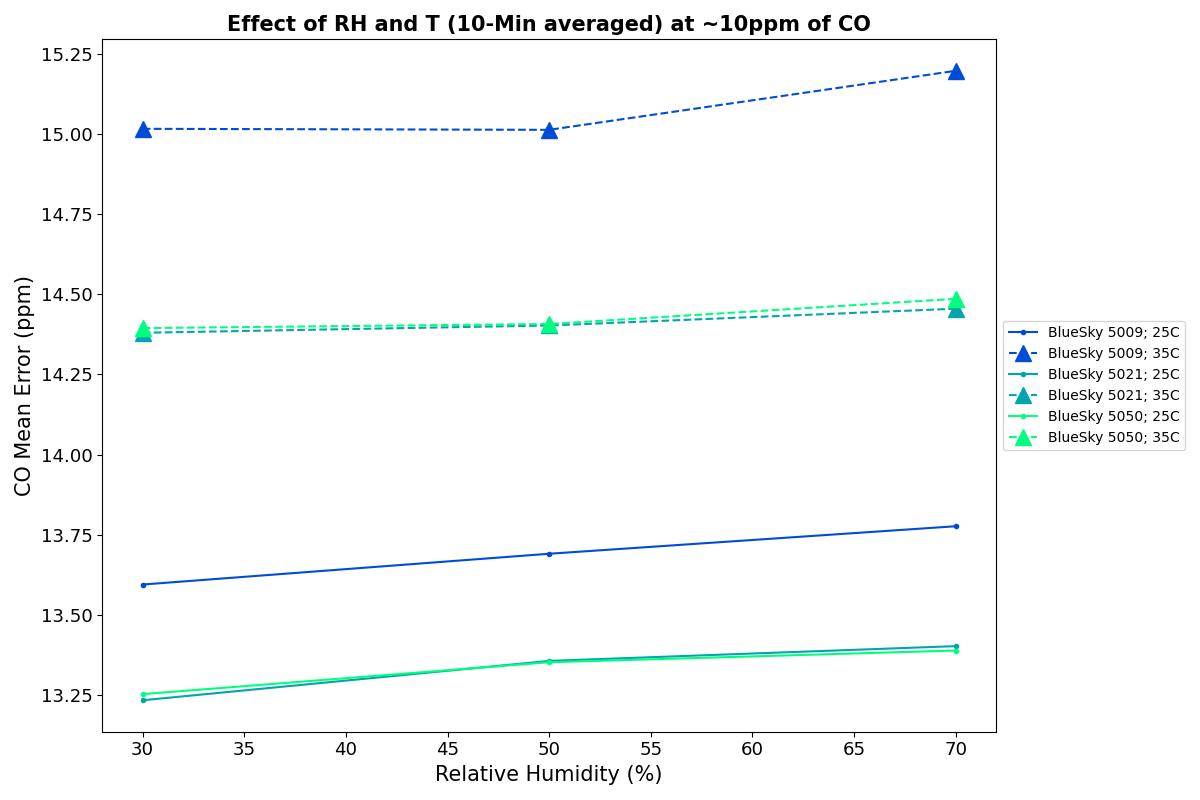 Effect of RH and T (10-Min averaged) at ~10ppm of CO
CO Mean Error (ppm)
15.25
15.00
14.75
14.50
14.25
14.00
13.75
13.50
13.25
30 35 40 45 50 55 60 65 70
Relative Humidity (%)
BlueSky 5009; 25C
BlueSky 5009; 35C
BlueSky 5021; 25C
BlueSky 5021; 35C
BlueSky 5050; 25C
BlueSky 5050; 35C